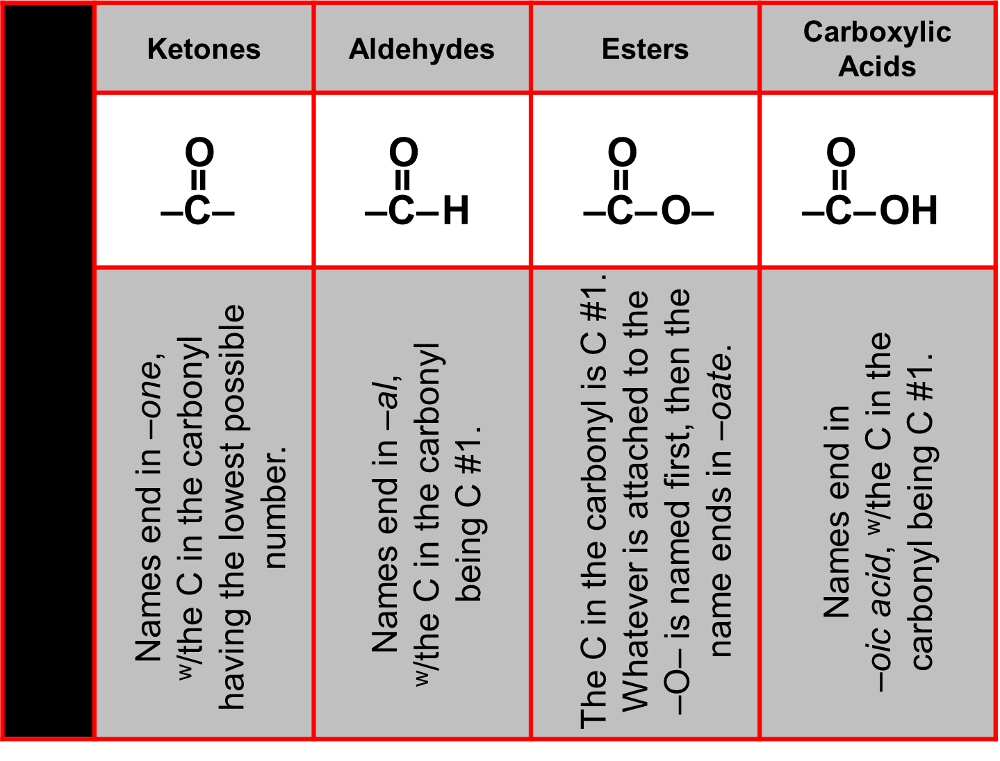 Ketones
Aldehydes
Esters
Carboxylic
Acids
O
–C–
O
–C–H
O
–C–O–
O
–C–OH
Names end in –one,
w/the C in the carbonyl
having the lowest possible
number.
Names end in –al,
w/the C in the carbonyl
being C #1.
The C in the carbonyl is C #1.
Whatever is attached to the
–O– is named first, then the
name ends in –oate.
Names end in
–oic acid, w/the C in the
carbonyl being C #1.